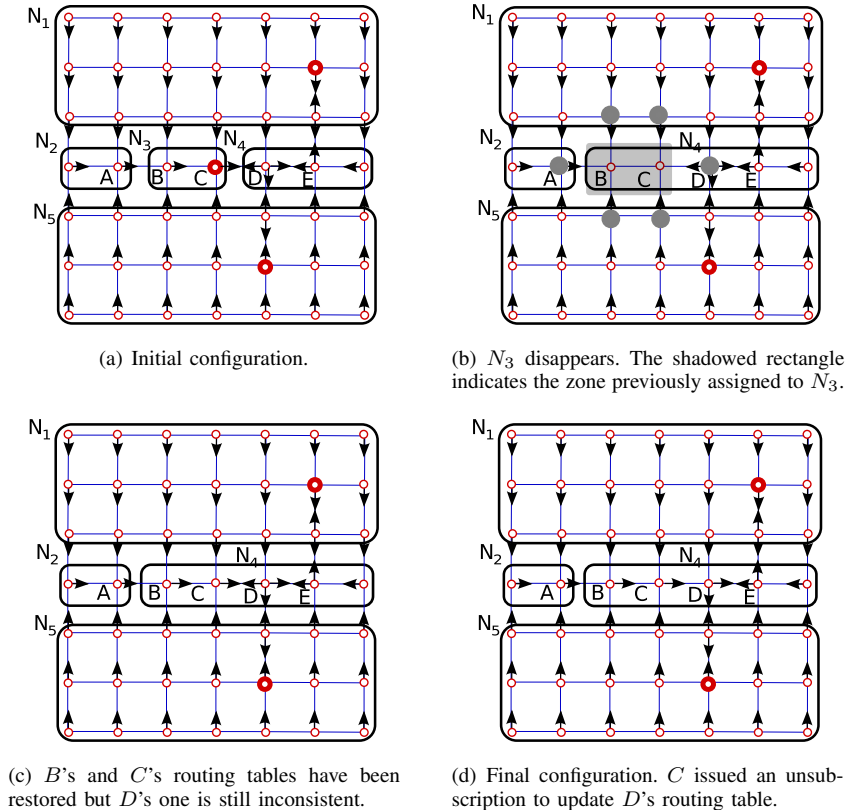 N1
N2
N3
N4
A
B
C
D
E
N5
(a) Initial configuration.
N1
N2
N4
A
B
C
D
E
N5
(b) N3 disappears. The shadowed rectangle
indicates the zone previously assigned to N3.
N1
N2
N4
A
B
C
D
E
N5
(c) B's and C's routing tables have been
restored but D's one is still inconsistent.
N1
N2
N4
A
B
C
D
E
N5
(d) Final configuration. C issued an unsub-
scription to update D's routing table.